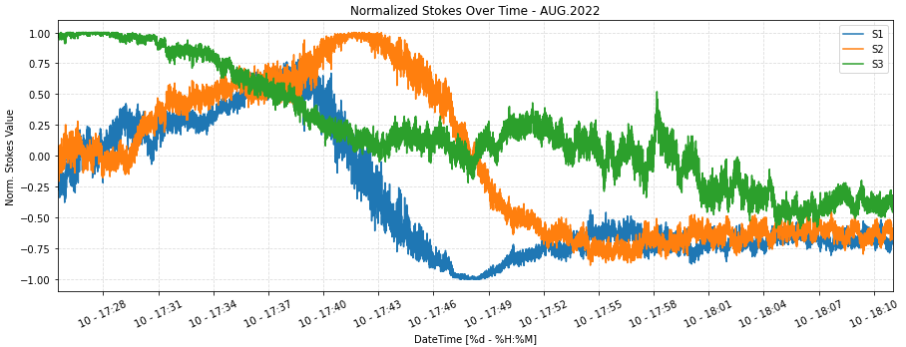 Normalized Stokes Over Time - AUG.2022
Norm. Stokes Value
1.00
0.75
0.50
0.25
0.00
−0.25
−0.50
−0.75
−1.00
S1
S2
S3
10 - 17:28
10 - 17:31
10 - 17:34
10 - 17:37
10 - 17:40
10 - 17:43
10 - 17:46
10 - 17:49
10 - 17:52
10 - 17:55
10 - 17:58
10 - 18:01
10 - 18:04
10 - 18:07
10 - 18:10
DateTime [%d - %H:%M]